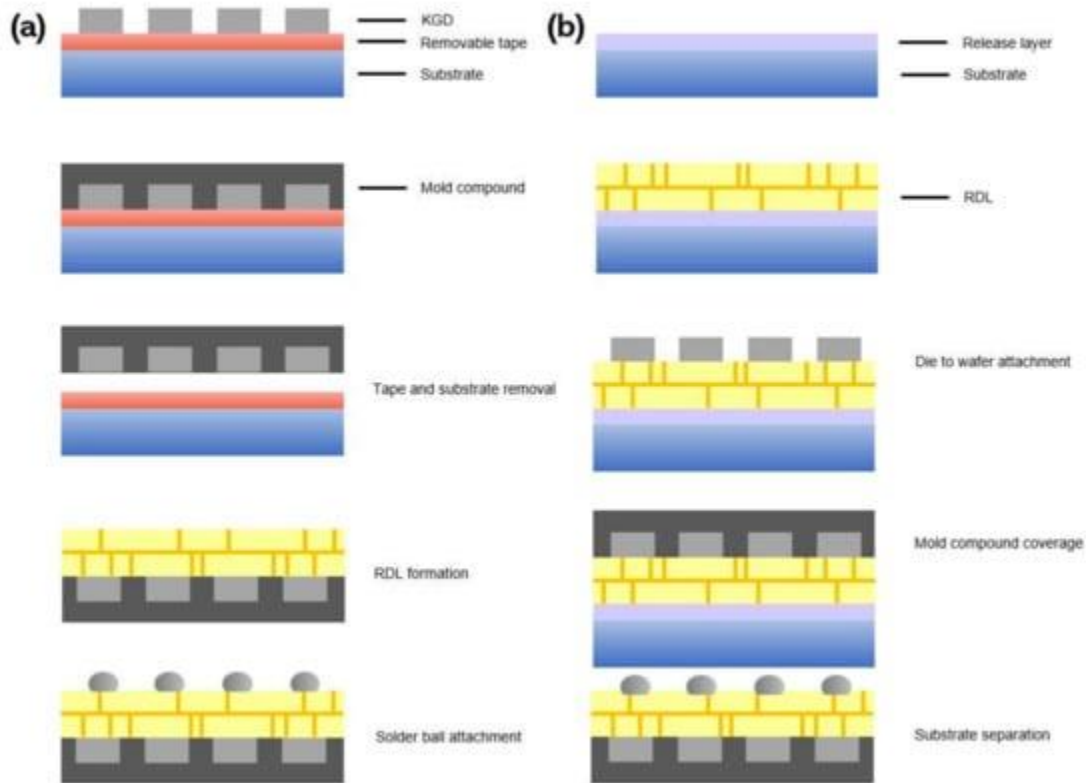 (a)
KGD
Removable tape
Substrate
Mold compound
Tape and substrate removal
RDL formation
Solder ball attachment
(b)
Release layer
Substrate
RDL
Die to wafer attachment
Mold compound coverage
Substrate separation